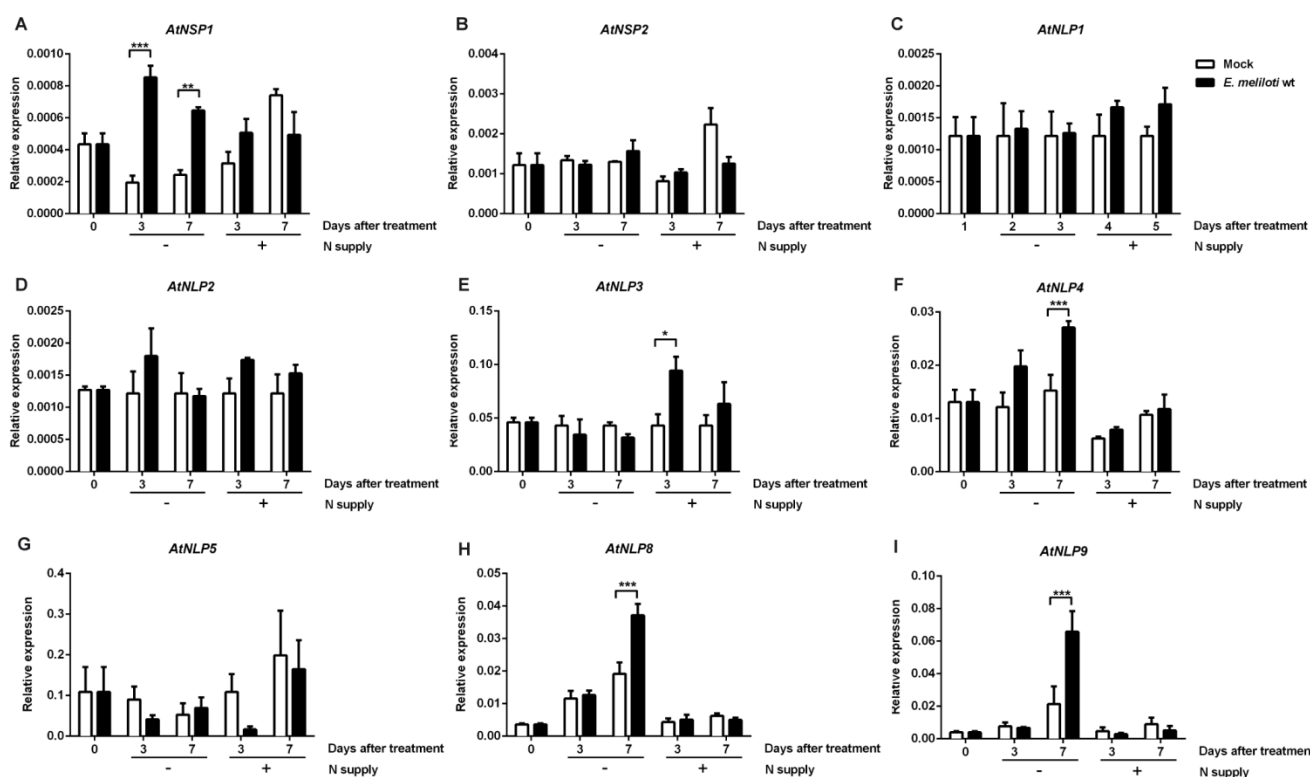 A
AtNSP1
Relative expression
0.0010
0.0008
0.0006
0.0004
0.0002
0.0000
***
**
0 3 7 3 7 Days after treatment
- + N supply
B
AtNSP2
Relative expression
0.004
0.003
0.002
0.001
0.000
0 3 7 3 7 Days after treatment
- + N supply
C
AtNLP1
Relative expression
0.0025
0.0020
0.0015
0.0010
0.0005
0.0000
1 2 3 4 5 Days after treatment
- + N supply
Mock
E. meliloti wt
D
AtNLP2
Relative expression
0.0025
0.0020
0.0015
0.0010
0.0005
0.0000
0 3 7 3 7 Days after treatment
- + N supply
E
AtNLP3
Relative expression
0.15
0.10
0.05
0.00
*
0 3 7 3 7 Days after treatment
- + N supply
F
AtNLP4
Relative expression
0.03
0.02
0.01
0.00
***
0 3 7 3 7 Days after treatment
- + N supply
G
AtNLP5
Relative expression
0.4
0.3
0.2
0.1
0.0
0 3 7 3 7 Days after treatment
- + N supply
H
AtNLP8
Relative expression
0.05
0.04
0.03
0.02
0.01
0.00
***
0 3 7 3 7 Days after treatment
- + N supply
I
AtNLP9
Relative expression
0.10
0.08
0.06
0.04
0.02
0.00
***
0 3 7 3 7 Days after treatment
- + N supply